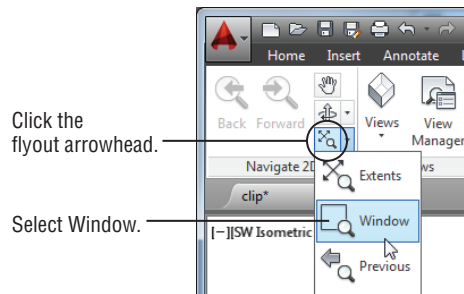 Home Insert Annotate
Back Forward Views View
Manager
Click the
flyout arrowhead.
Navigate 2D
Extents
clip*
Select Window.
Window
[–][SW Isometric
Previous